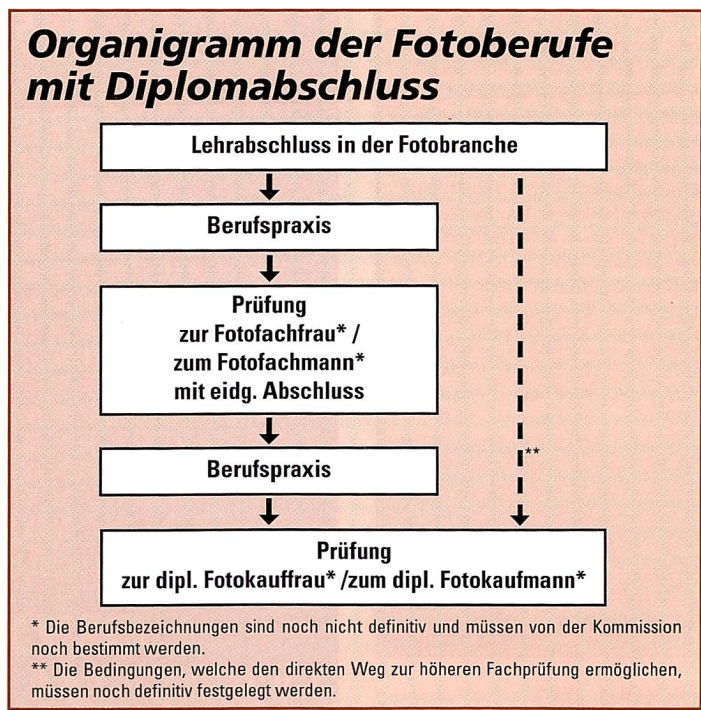 Organigramm der Fotoberufe
mit Diplomabschluss
Lehrabschluss in der Fotobranche
Berufspraxis
Prüfung
zur Fotofachfrau* /
zum Fotofachmann*
mit eidg. Abschluss
**
Berufspraxis
Prüfung
zur dipl. Fotokauffrau* /zum dipl. Fotokaufmann*
* Die Berufsbezeichnungen sind noch nicht definitiv und müssen von der Kommission
noch bestimmt werden.
** Die Bedingungen, welche den direkten Weg zur höheren Fachprüfung ermöglichen,
müssen noch definitiv festgelegt werden.